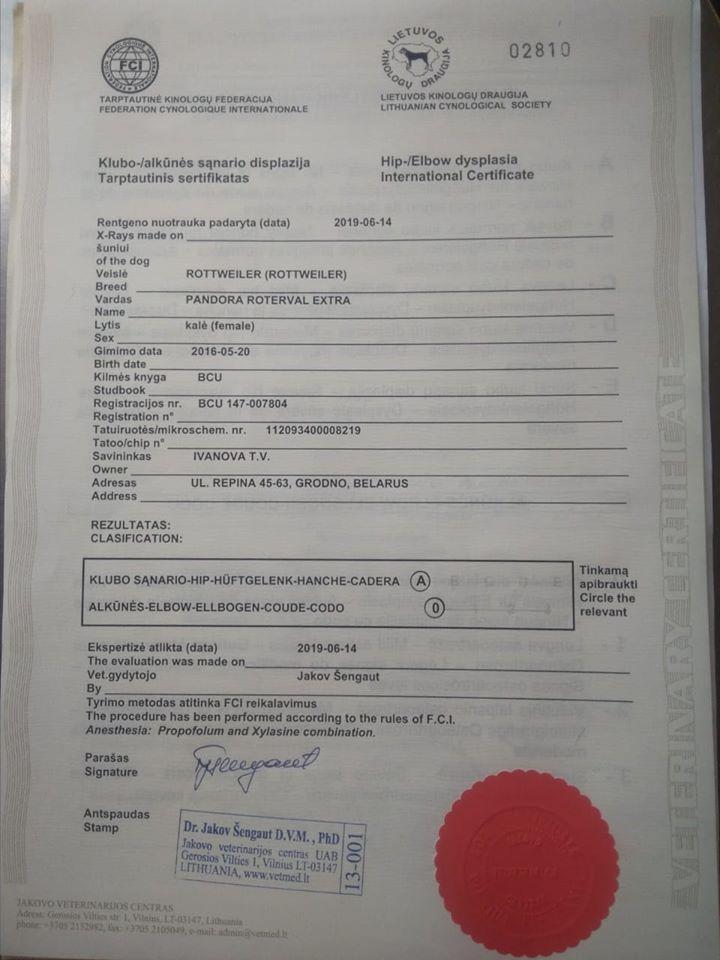 FCI
LIETUVOS
KINOLOGŲ DRAUGIJA
02810
TARPTAUTINĖ KINOLOGŲ FEDERACIJA
FEDERATION CYNOLOGIQUE INTERNATIONALE
LIETUVOS KINOLOGŲ DRAUGIJA
LITHUANIAN CYNOLOGICAL SOCIETY
Klubo-/alkūnės sąnario displazija
Tarptautinis sertifikatas
Hip-/Elbow dysplasia
International Certificate
Rentgeno nuotrauka padaryta (data) 2019-06-14
X-Rays made on
šuniui
of the dog
Veislė ROTTWEILER (ROTTWEILER)
Breed
Vardas PANDORA ROTERVAL EXTRA
Name
Lytis kalė (female)
Sex
Gimimo data 2016-05-20
Birth date
Kilmės knyga BCU
Studbook
Registracijos nr. BCU 147-007804
Registration n°
Tatuiruotės/mikroschem. nr. 112093400008219
Tatoo/chip n°
Savininkas IVANOVA T.V.
Owner
Adresas UL. REPINA 45-63, GRODNO, BELARUS
Address
REZULTATAS:
CLASIFICATION:
KLUBO SĄNARIO-HIP-HÜFTGELENK-HANCHE-CADERA A
ALKŪNĖS-ELBOW-ELLBOGEN-COUDE-CODO 0
Tinkamą
apibraukti
Circle the
relevant
Ekspertizė atlikta (data) 2019-06-14
The evaluation was made on
Vet.gydytojo Jakov Šengaut
By
Tyrimo metodas atitinka FCI reikalavimus
The procedure has been performed according to the rules of F.C.I.
Anesthesia: Propofolum and Xylasine combination.
Parašas
Signature
Antspaudas
Stamp
Dr. Jakov Šengaut D.V.M., PhD
Jakovo veterinarijos centras UAB
Gerosios Vilties 1, Vilnius LT-03147
LITHUANIA, www.vetmed.lt
13-001
JAKOVO VETERINARIJOS CENTRAS
Adress: Gerosios Vilties str. 1, Vilnius, LT-03147, Lithuania
phone: +3705 2132982, fax: +3705 2105049, e-mail: admin@vetmed.lt